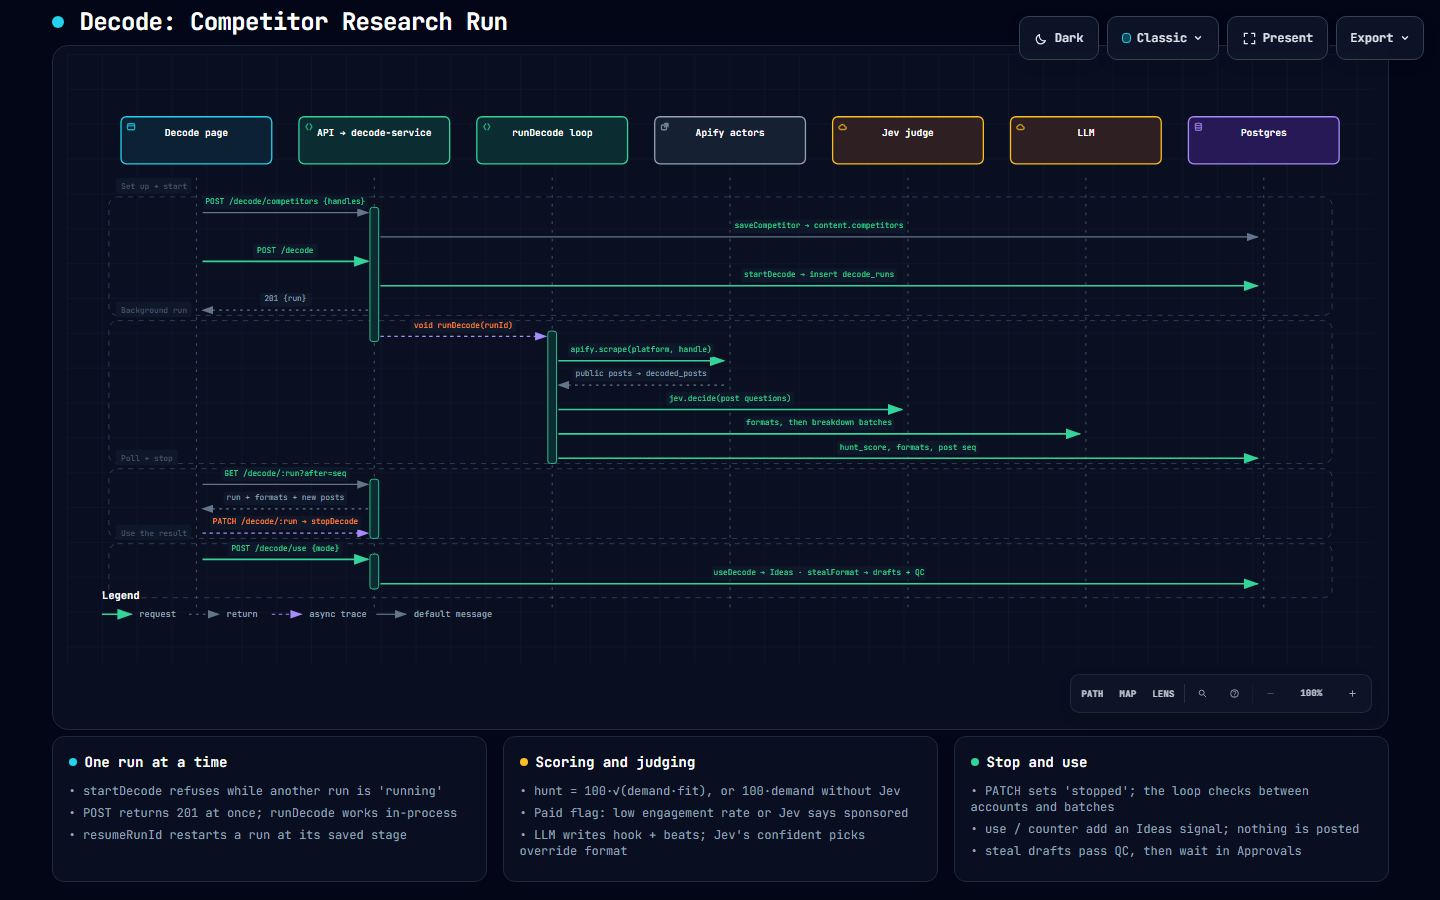 Decode: Competitor Research Run
Dark
Classic
Present
Export
Decode page
API → decode-service
runDecode loop
Apify actors
Jev judge
LLM
Postgres
Set up + start
POST /decode/competitors {handles}
saveCompetitor → content.competitors
POST /decode
startDecode → insert decode_runs
201 {run}
Background run
void runDecode(runId)
apify.scrape(platform, handle)
public posts → decoded_posts
jev.decide(post questions)
formats, then breakdown batches
hunt_score, formats, post seq
Poll + stop
GET /decode/:run?after=seq
run + formats + new posts
PATCH /decode/:run → stopDecode
Use the result
POST /decode/use {mode}
useDecode → Ideas · stealFormat → drafts + QC
Legend
request
return
async trace
default message
PATH
MAP
LENS
100%
One run at a time
• startDecode refuses while another run is 'running'
• POST returns 201 at once; runDecode works in-process
• resumeRunId restarts a run at its saved stage
Scoring and judging
• hunt = 100·√(demand·fit), or 100·demand without Jev
• Paid flag: low engagement rate or Jev says sponsored
• LLM writes hook + beats; Jev's confident picks
override format
Stop and use
• PATCH sets 'stopped'; the loop checks between
accounts and batches
• use / counter add an Ideas signal; nothing is posted
• steal drafts pass QC, then wait in Approvals